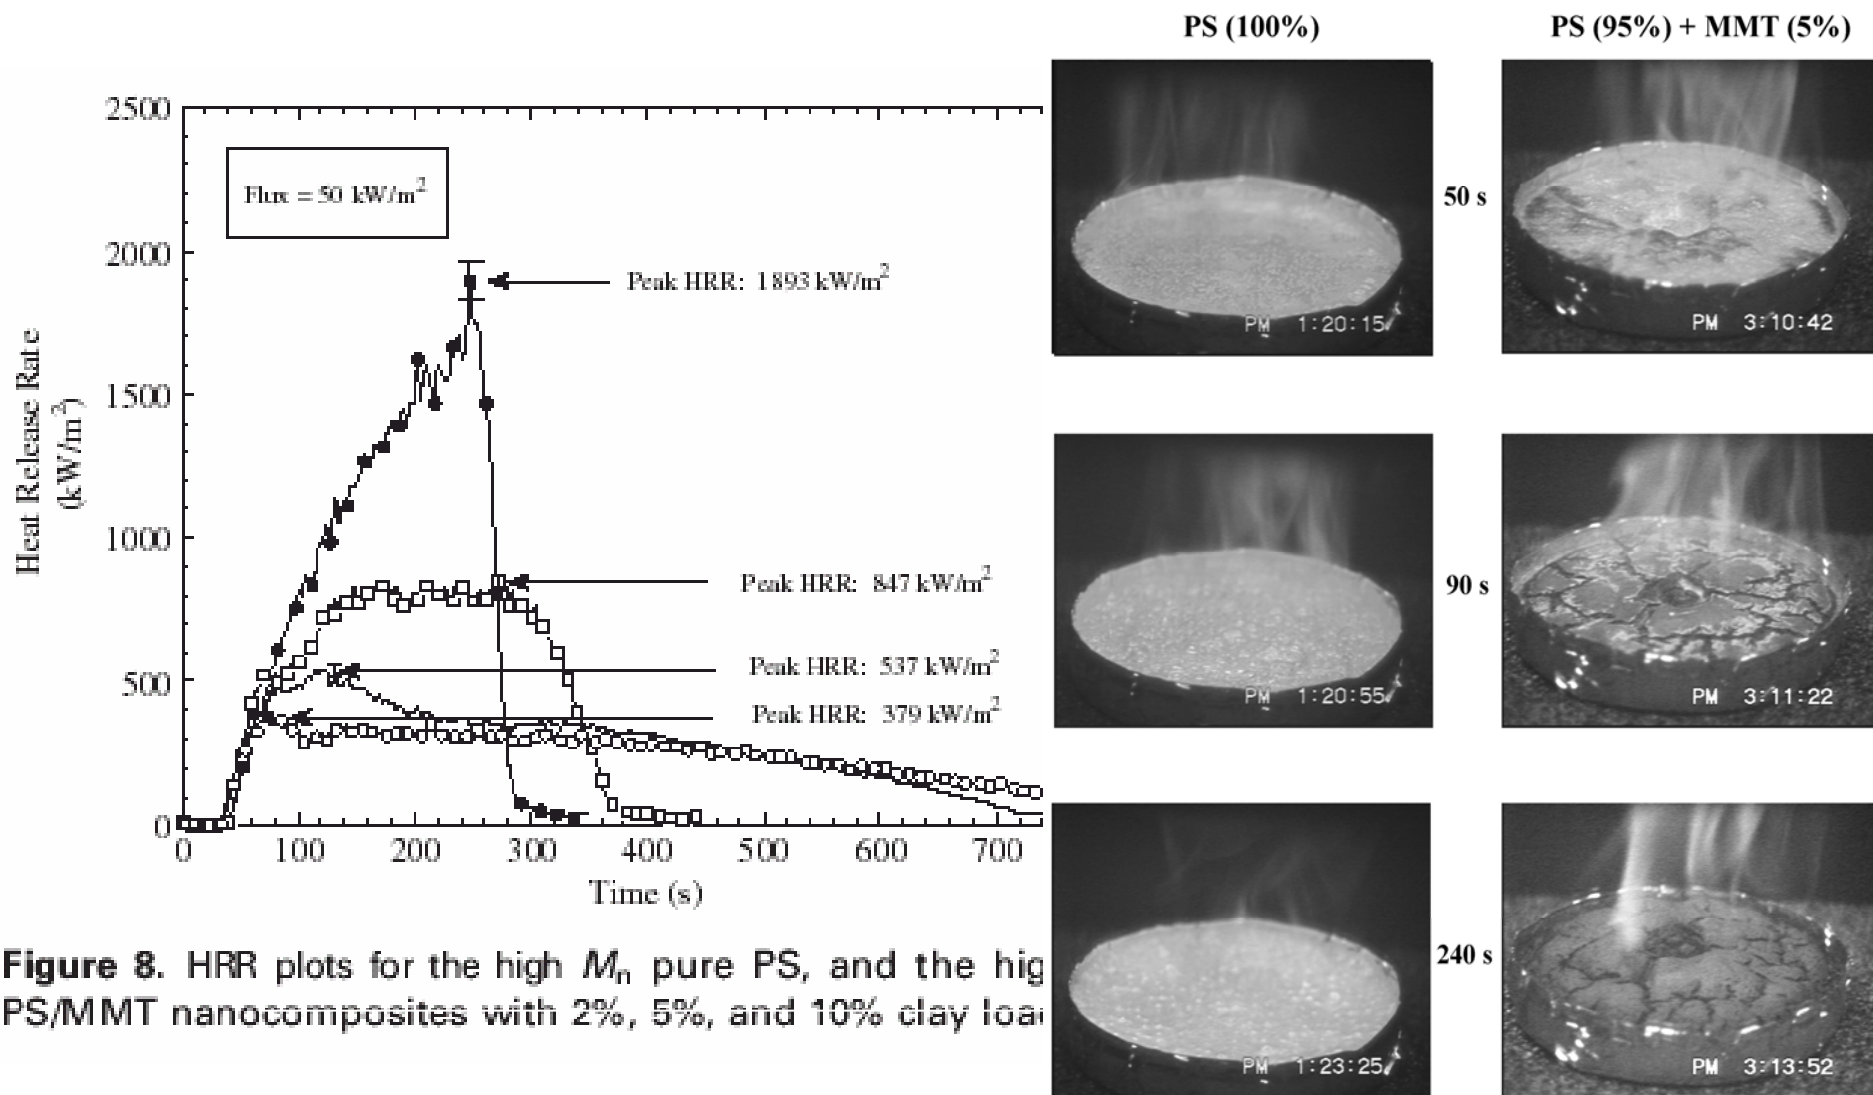 2500
2000
1500
1000
500
0
Heat Release Rate
(kW/m²)
Flux = 50 kW/m²
Peak HRR: 1893 kW/m²
Peak HRR: 847 kW/m²
Peak HRR: 537 kW/m²
Peak HRR: 379 kW/m²
0 100 200 300 400 500 600 700
Time (s)
Figure 8. HRR plots for the high Mn pure PS, and the hig
PS/MMT nanocomposites with 2%, 5%, and 10% clay loa
PS (100%)
PS (95%) + MMT (5%)
PM 1:20:15
50 s
PM 3:10:42
PM 1:20:55
90 s
PM 3:11:22
PM 1:23:25
240 s
PM 3:13:52